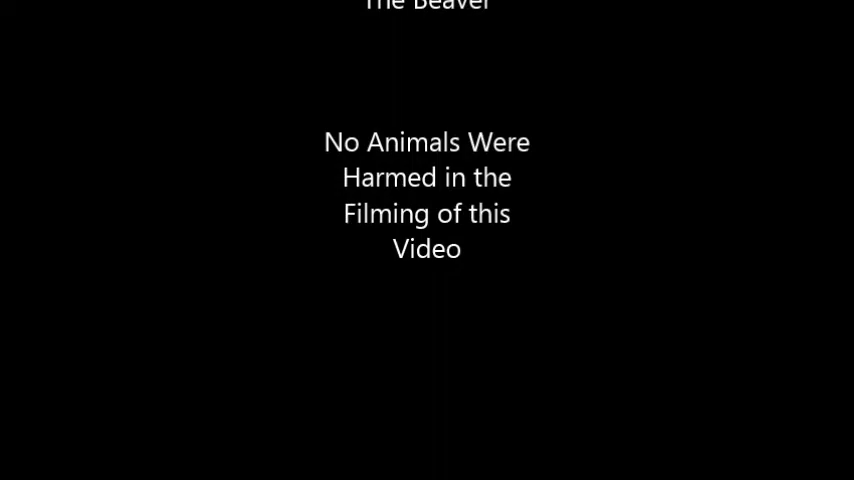 The Beaver
No Animals Were
Harmed in the
Filming of this
Video